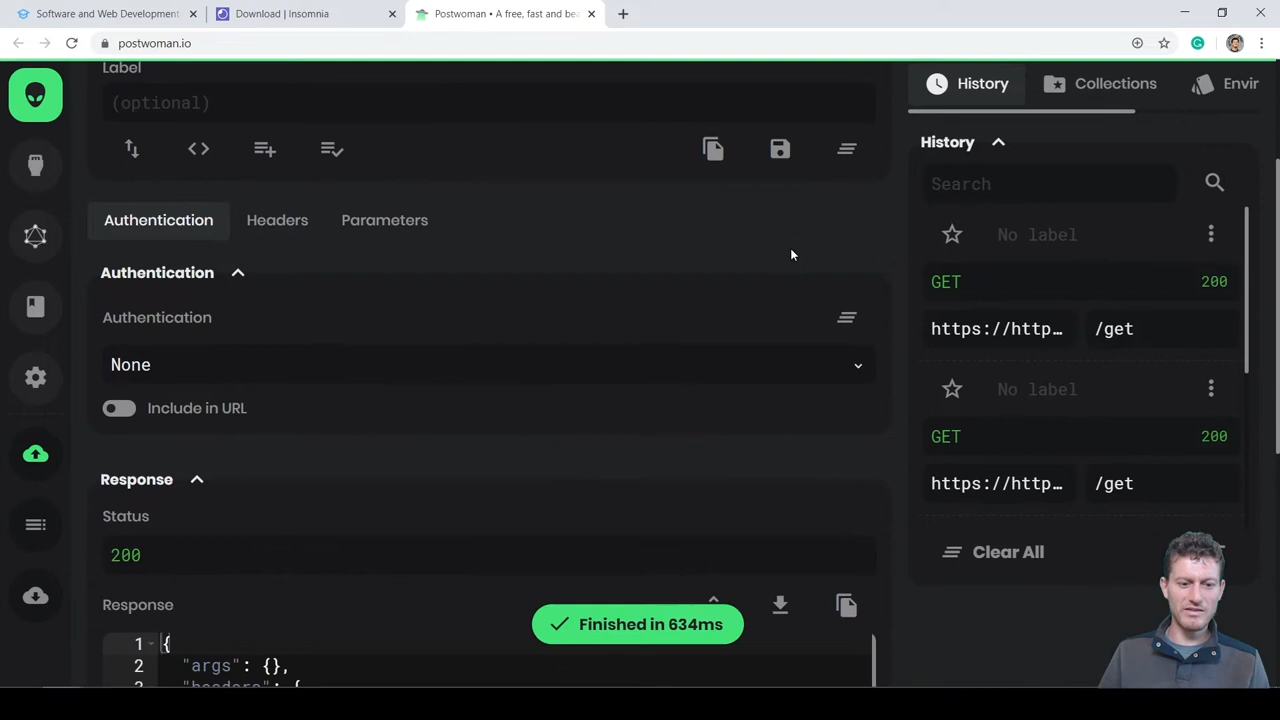 Software and Web Development
Download | Insomnia
Postwoman • A free, fast and bea
postwoman.io
Label
(optional)
History
Collections
Envir
History
Search
Authentication
Headers
Parameters
No label
Authentication
GET
200
Authentication
https://http…
/get
None
No label
Include in URL
GET
200
Response
https://http…
/get
Status
200
Clear All
Response
Finished in 634ms
1
{
2
"args": {},